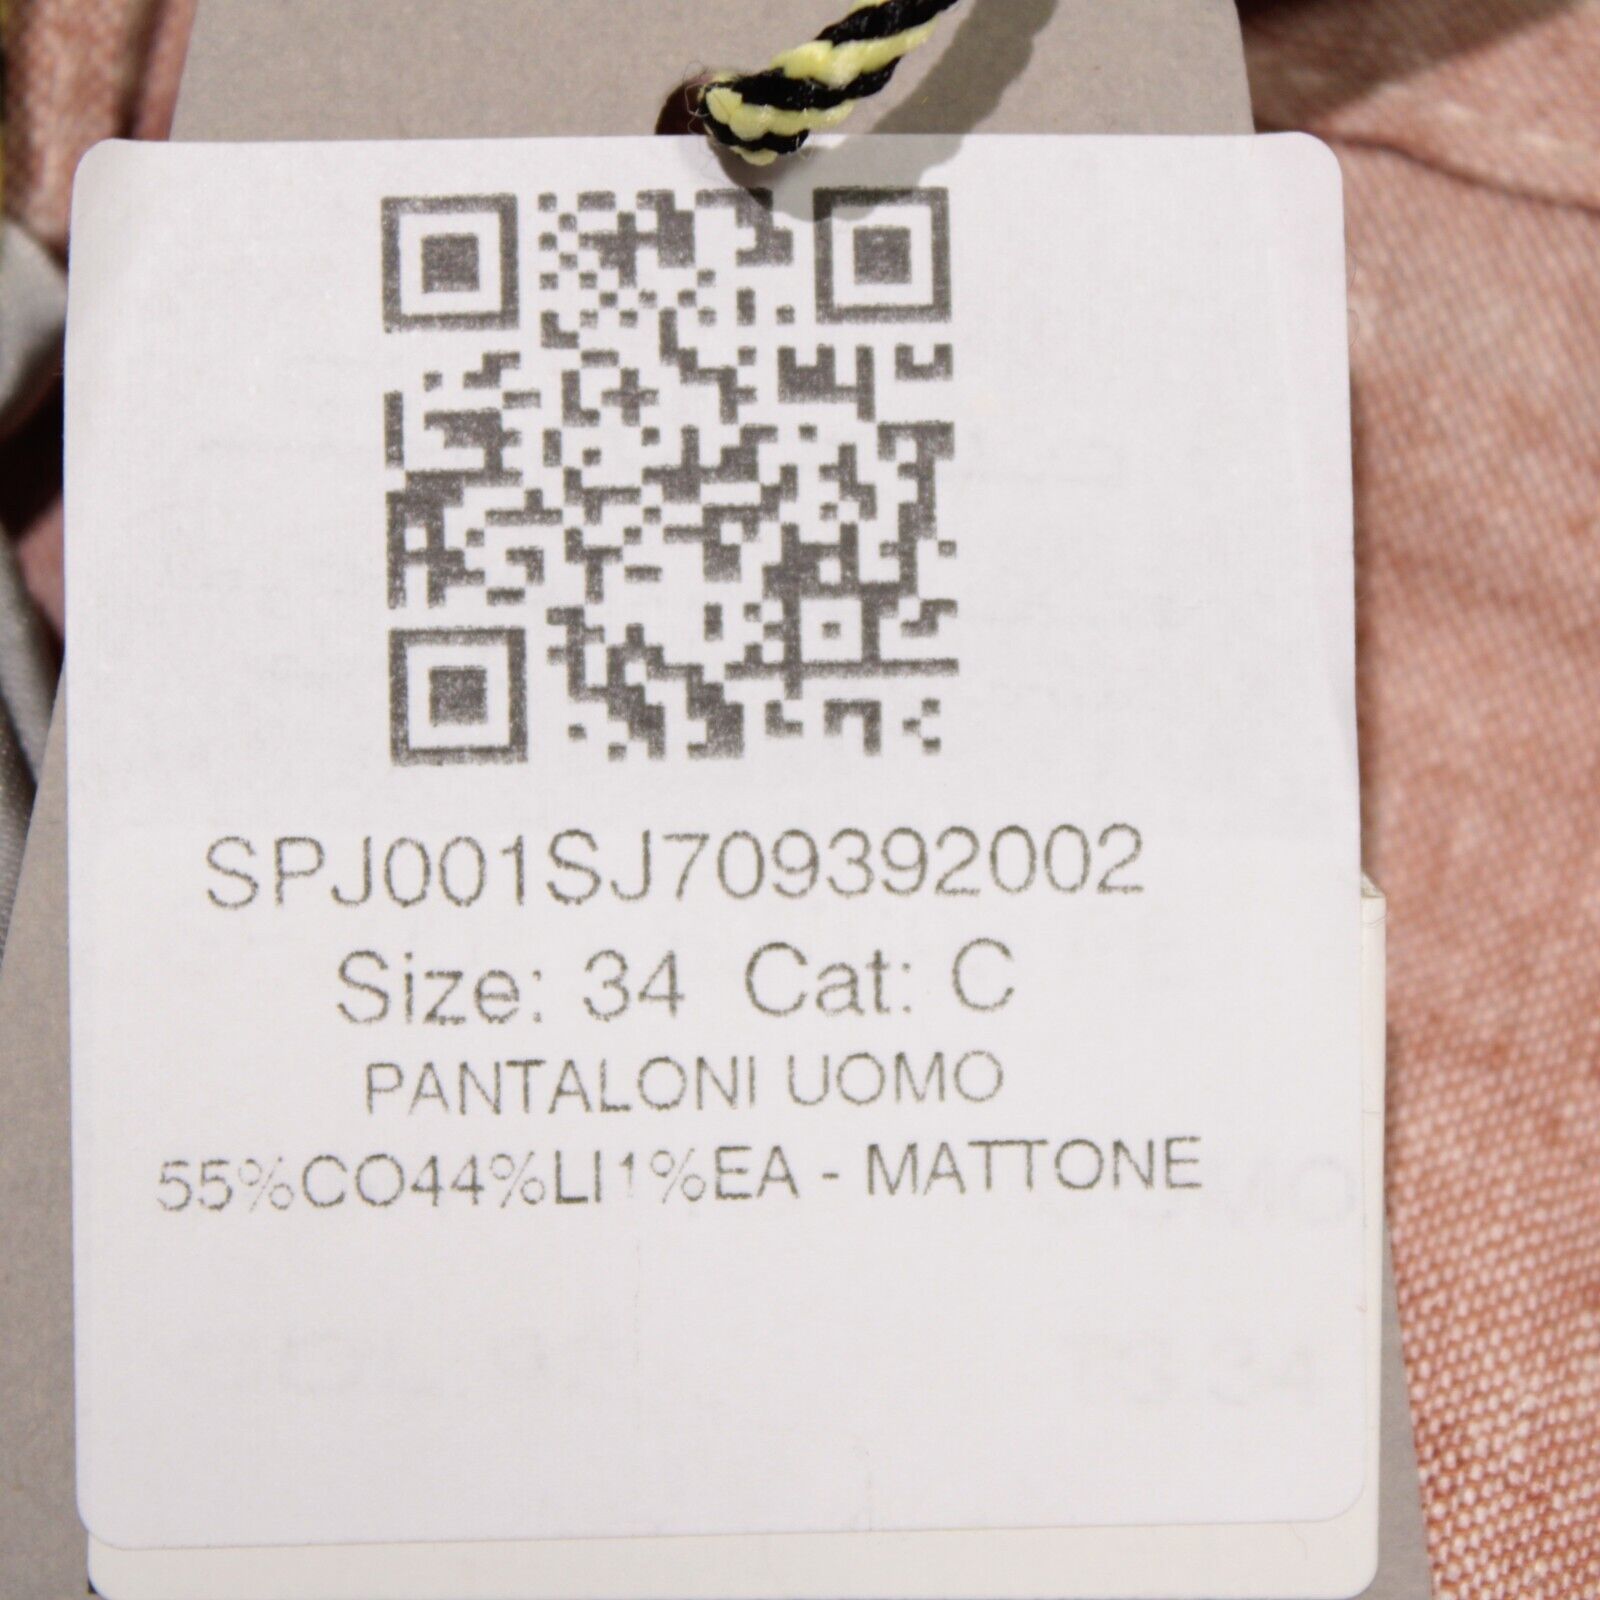 SPJ001SJ709392002
Size: 34 Cat: C
PANTALONI UOMO
55%CO44%LI1%EA - MATTONE